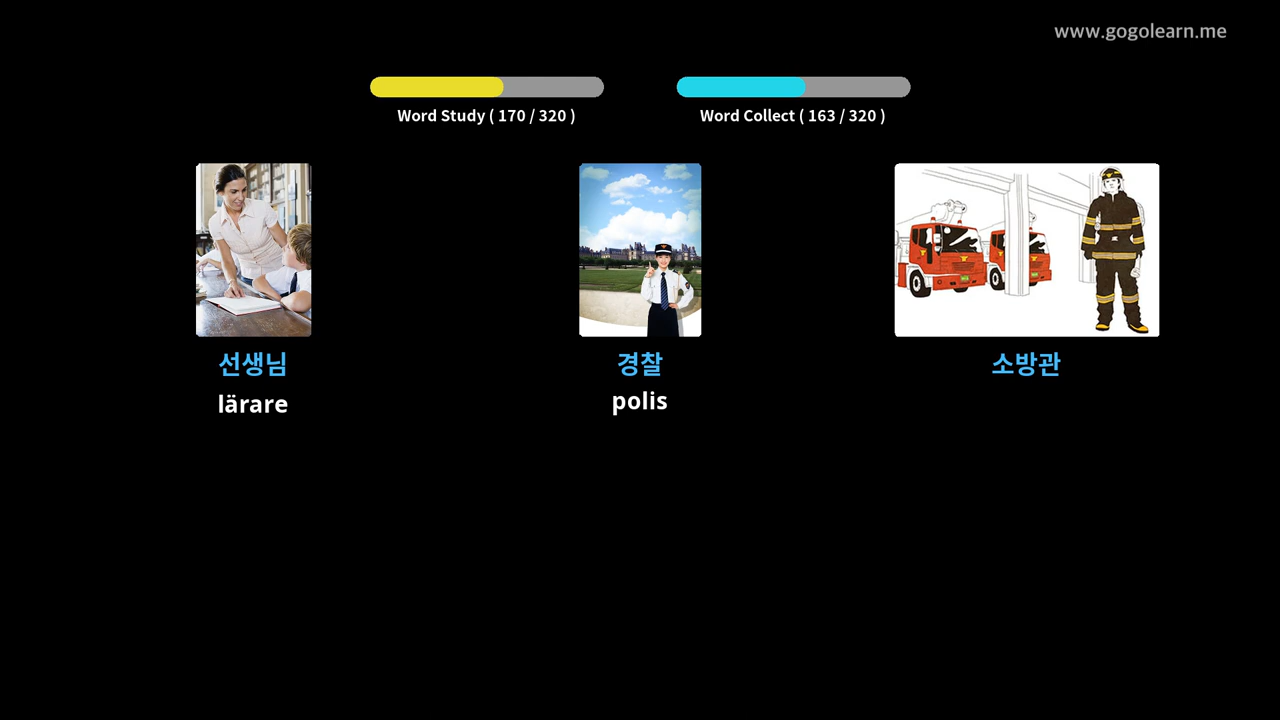 www.gogolearn.me
Word Study ( 170 / 320 )
Word Collect ( 163 / 320 )
선생님
경찰
소방관
lärare
polis